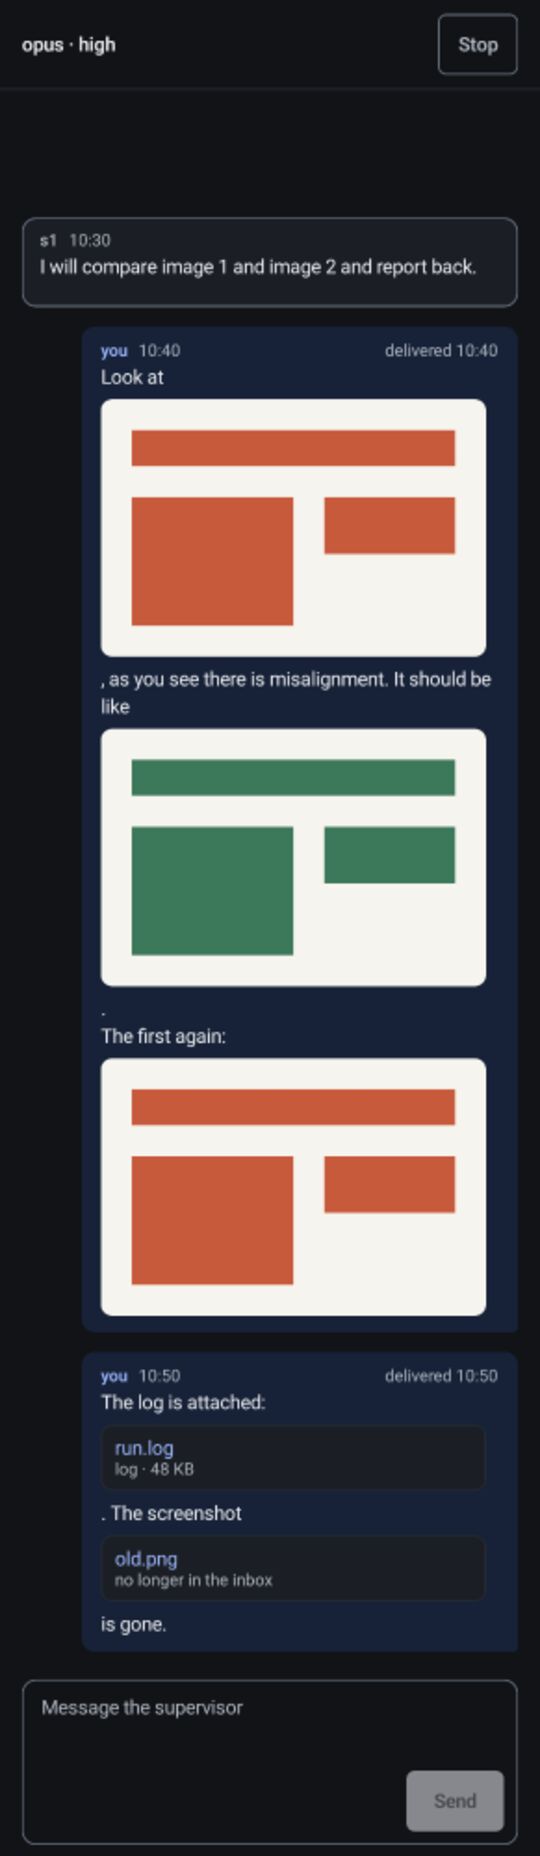 opus · high
Stop
s1 10:30
I will compare image 1 and image 2 and report back.
you 10:40 delivered 10:40
Look at
, as you see there is misalignment. It should be
like
.
The first again:
you 10:50 delivered 10:50
The log is attached:
run.log
log · 48 KB
. The screenshot
old.png
no longer in the inbox
is gone.
Message the supervisor
Send